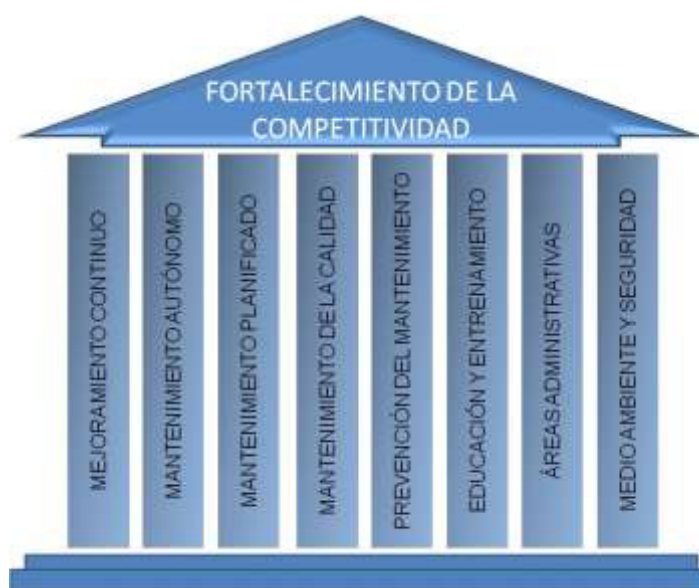 FORTALECIMIENTO DE LA
COMPETITIVIDAD
MEJORAMIENTO CONTINUO
MANTENIMIENTO AUTÓNOMO
MANTENIMIENTO PLANIFICADO
MANTENIMIENTO DE LA CALIDAD
PREVENCIÓN DEL MANTENIMIENTO
EDUCACIÓN Y ENTRENAMIENTO
ÁREAS ADMINISTRATIVAS
MEDIO AMBIENTE Y SEGURIDAD